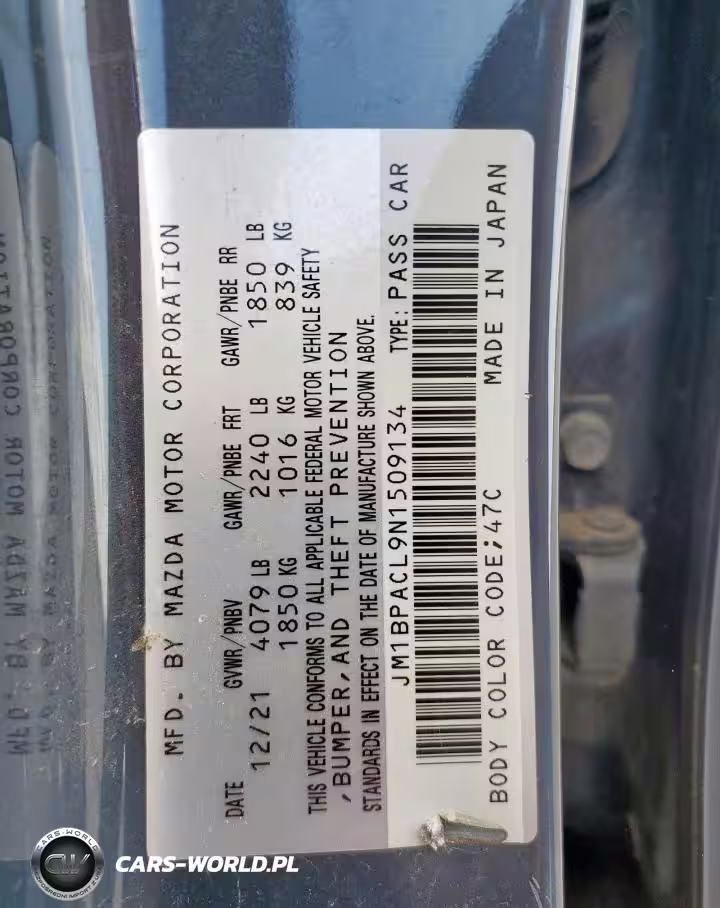 MFD. BY MAZDA MOTOR CORPORATION
DATE GVWR/PNBV GAWR/PNBE FRT GAWR/PNBE RR
12/21 4079 LB 2240 LB 1850 LB
1850 KG 1016 KG 839 KG
THIS VEHICLE CONFORMS TO ALL APPLICABLE FEDERAL MOTOR VEHICLE SAFETY
, BUMPER, AND THEFT PREVENTION
STANDARDS IN EFFECT ON THE DATE OF MANUFACTURE SHOWN ABOVE.
JM1BPACL9N1509134 TYPE: PASS CAR
BODY COLOR CODE;47C MADE IN JAPAN
CARS-WORLD
CW
CARS-WORLD.PL